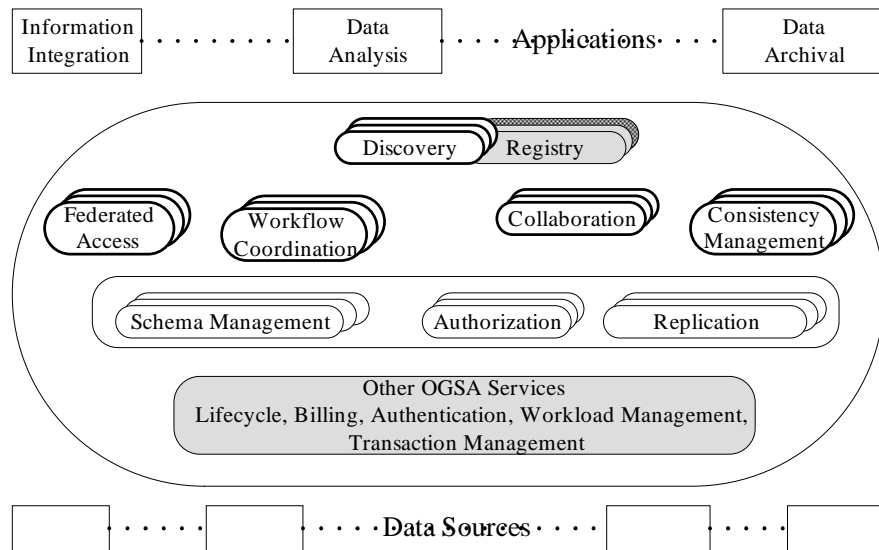 Information
Integration
Data
Analysis
Applications
Data
Archival
Discovery
Registry
Federated
Access
Workflow
Coordination
Collaboration
Consistency
Management
Schema Management
Authorization
Replication
Other OGSA Services
Lifecycle, Billing, Authentication, Workload Management,
Transaction Management
Data Sources